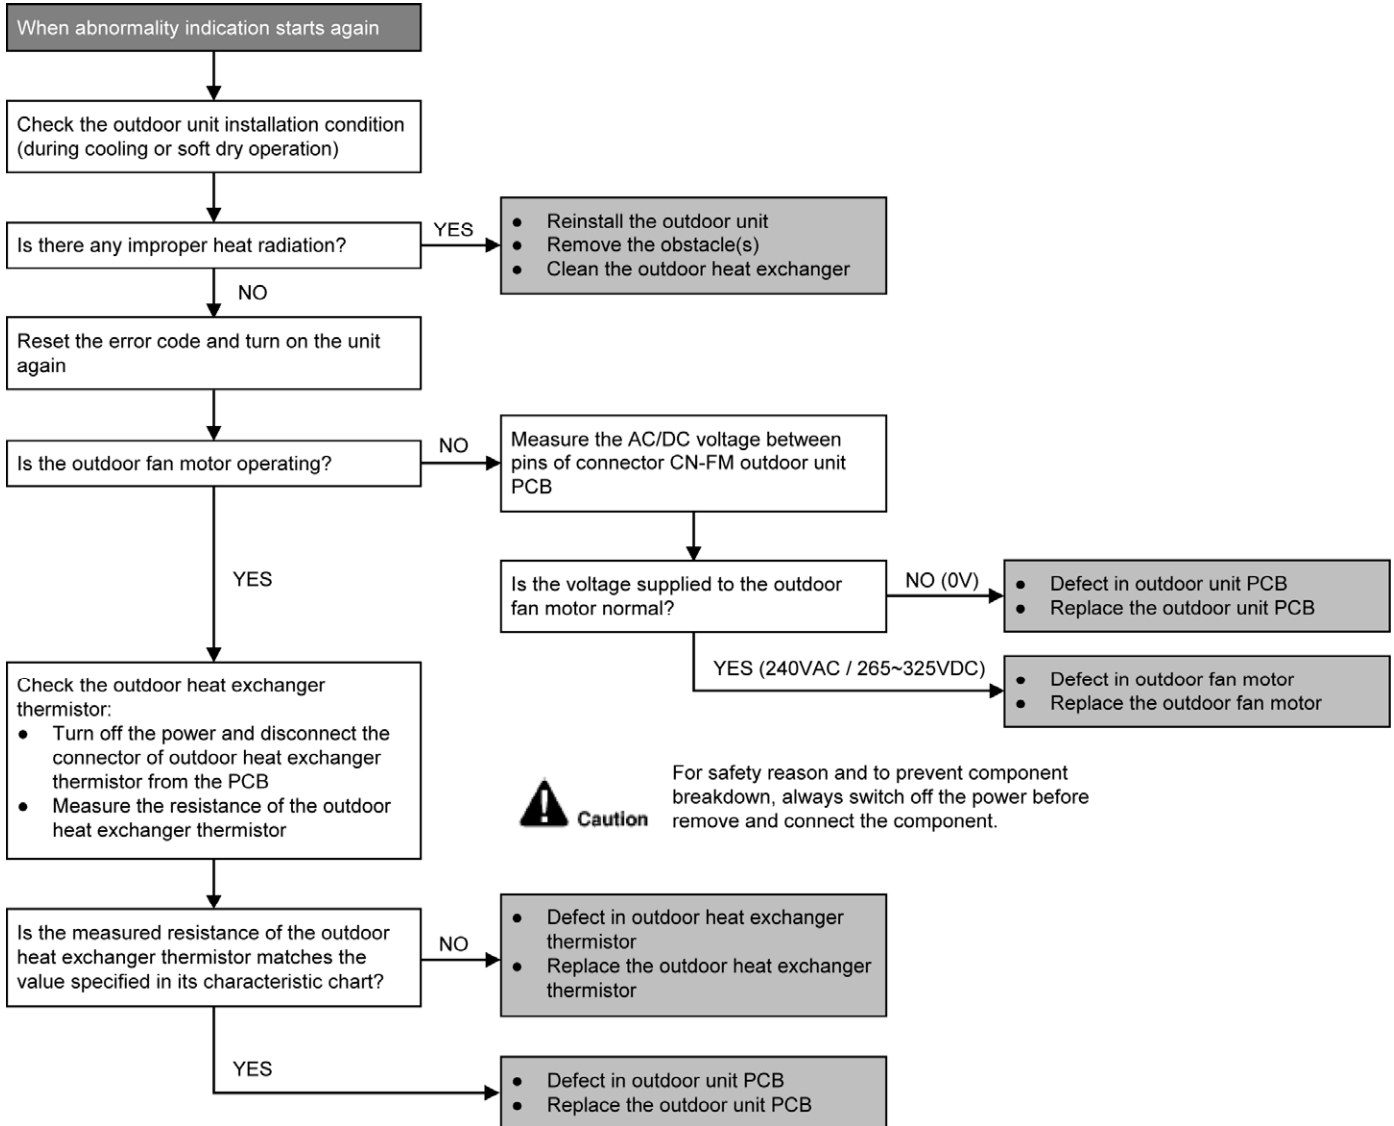 When abnormality indication starts again
Check the outdoor unit installation condition
(during cooling or soft dry operation)
Is there any improper heat radiation?
YES
● Reinstall the outdoor unit
● Remove the obstacle(s)
● Clean the outdoor heat exchanger
NO
Reset the error code and turn on the unit
again
Is the outdoor fan motor operating?
NO
Measure the AC/DC voltage between
pins of connector CN-FM outdoor unit
PCB
YES
Is the voltage supplied to the outdoor
fan motor normal?
NO (0V)
● Defect in outdoor unit PCB
● Replace the outdoor unit PCB
YES (240VAC / 265~325VDC)
● Defect in outdoor fan motor
● Replace the outdoor fan motor
Check the outdoor heat exchanger
thermistor:
● Turn off the power and disconnect the
connector of outdoor heat exchanger
thermistor from the PCB
● Measure the resistance of the outdoor
heat exchanger thermistor
Caution
For safety reason and to prevent component
breakdown, always switch off the power before
remove and connect the component.
Is the measured resistance of the outdoor
heat exchanger thermistor matches the
value specified in its characteristic chart?
NO
● Defect in outdoor heat exchanger
thermistor
● Replace the outdoor heat exchanger
thermistor
YES
● Defect in outdoor unit PCB
● Replace the outdoor unit PCB